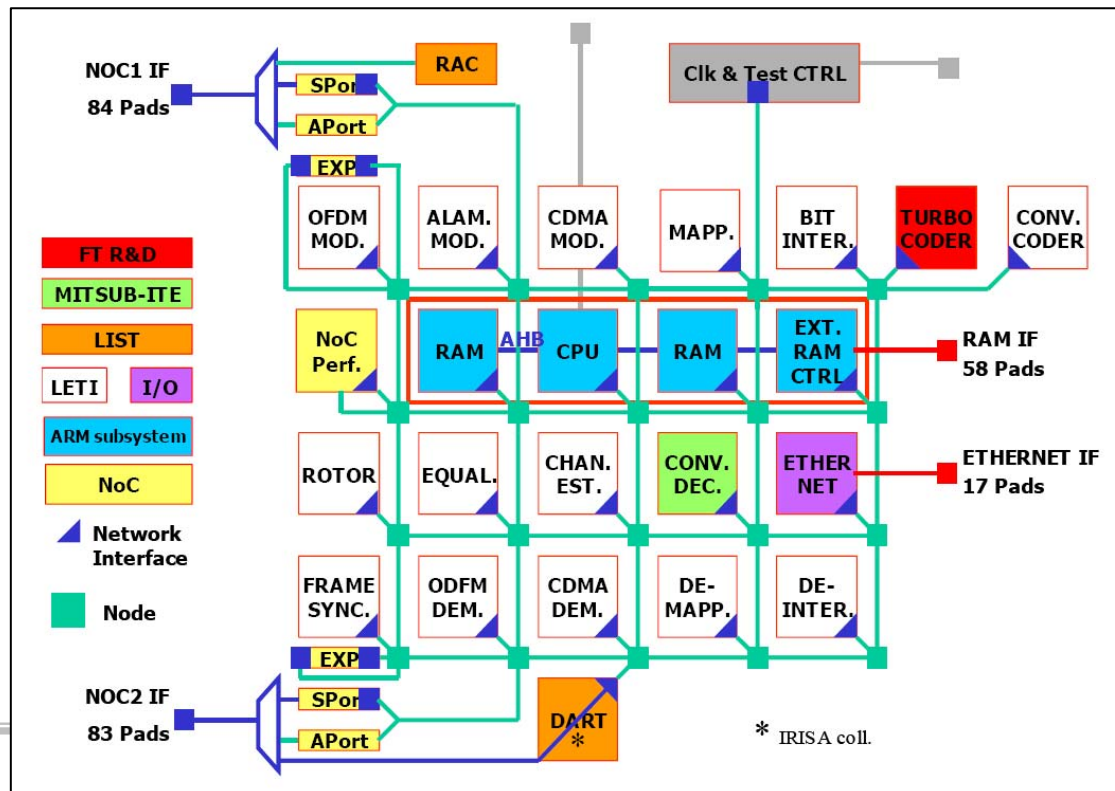 NOC1 IF
84 Pads
RAC
SPor
APort
EXP
Clk & Test CTRL
OFDM
MOD.
ALAM.
MOD.
CDMA
MOD.
MAPP.
BIT
INTER.
TURBO
CODER
CONV.
CODER
FT R&D
MITSUB-ITE
LIST
LETI
I/O
ARM subsystem
NoC
Network
Interface
Node
NoC
Perf.
RAM
AHB
CPU
RAM
EXT.
RAM
CTRL
RAM IF
58 Pads
ROTOR
EQUAL.
CHAN.
EST.
CONV.
DEC.
ETHER
NET
ETHERNET IF
17 Pads
FRAME
SYNC.
ODFM
DEM.
CDMA
DEM.
DE-
MAPP.
DE-
INTER.
EXP
NOC2 IF
83 Pads
SPor
APort
DART
*
* IRISA coll.